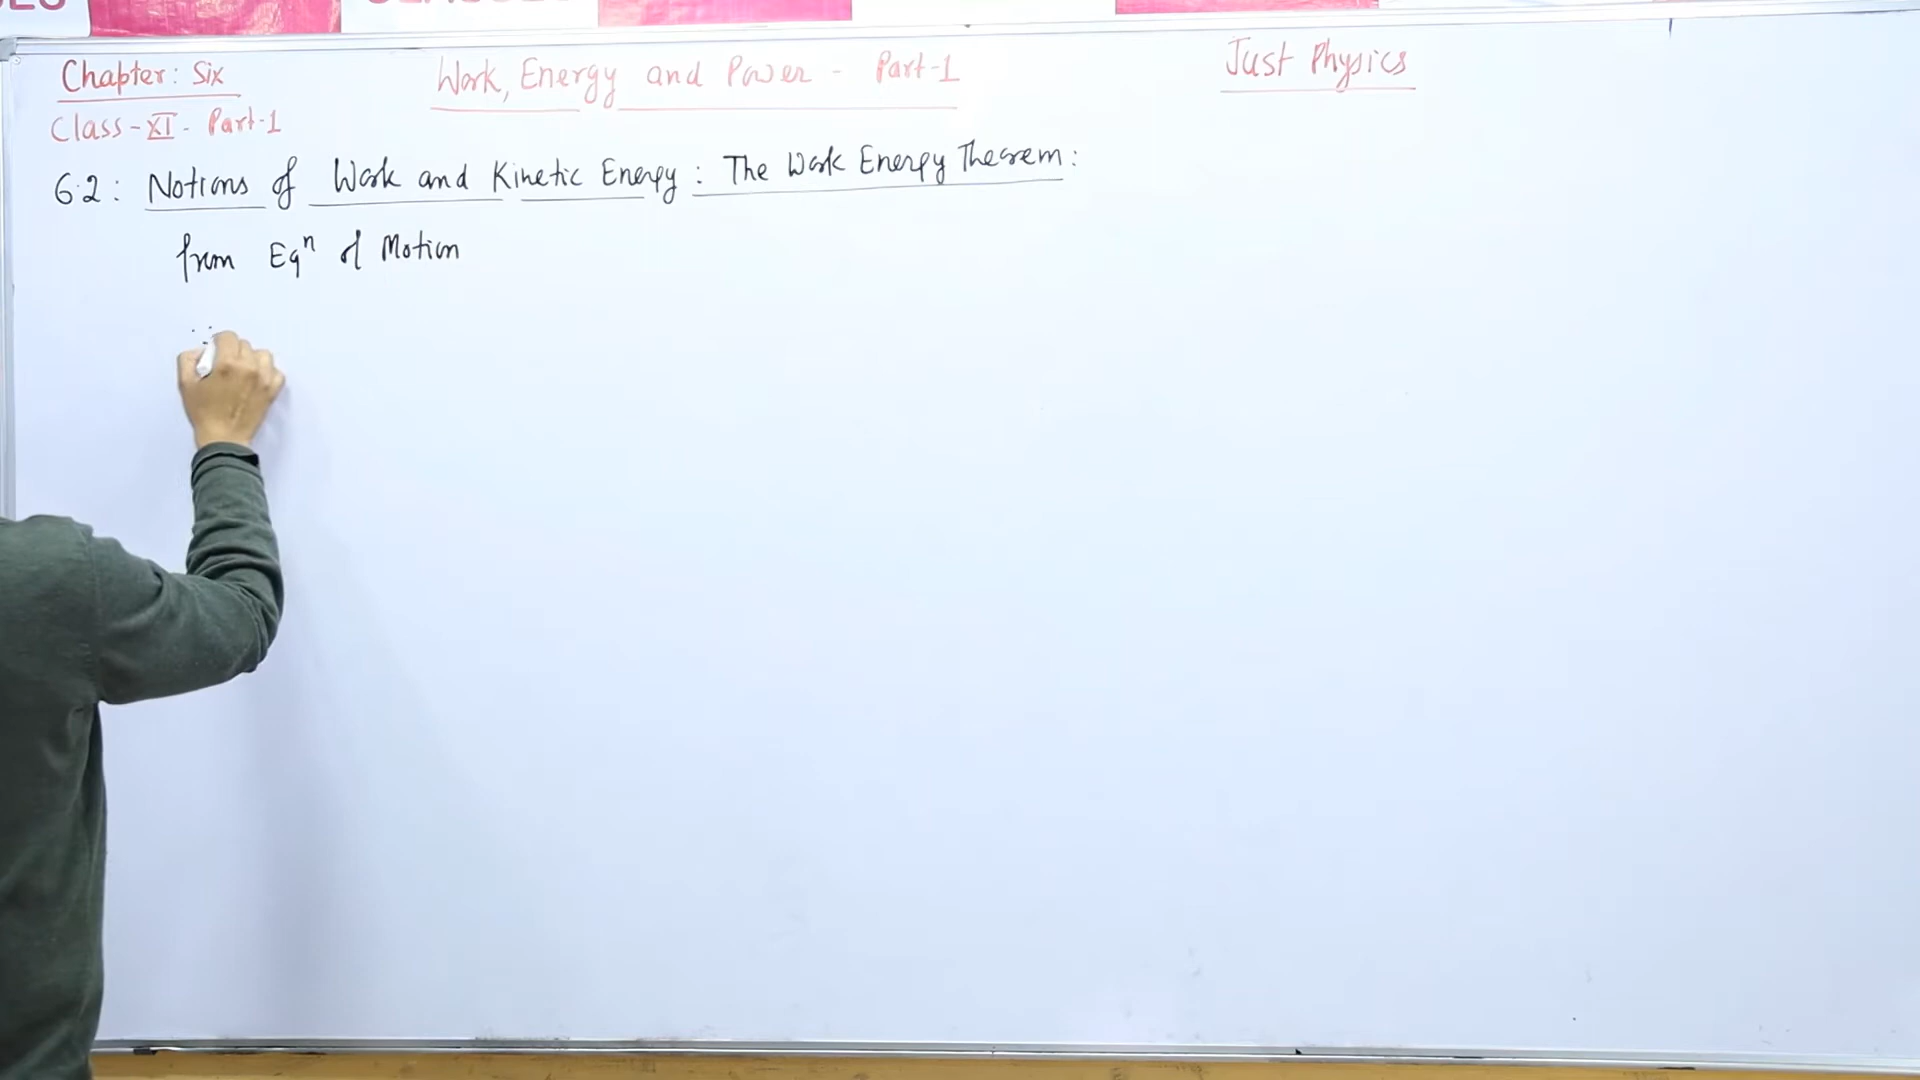 Chapter: Six
Work, Energy and Power - Part-1
Just Physics
Class-XI- Part-1
6.2: Notions of Work and Kinetic Energy: The Work Energy Theorem:
from Eqⁿ of Motion